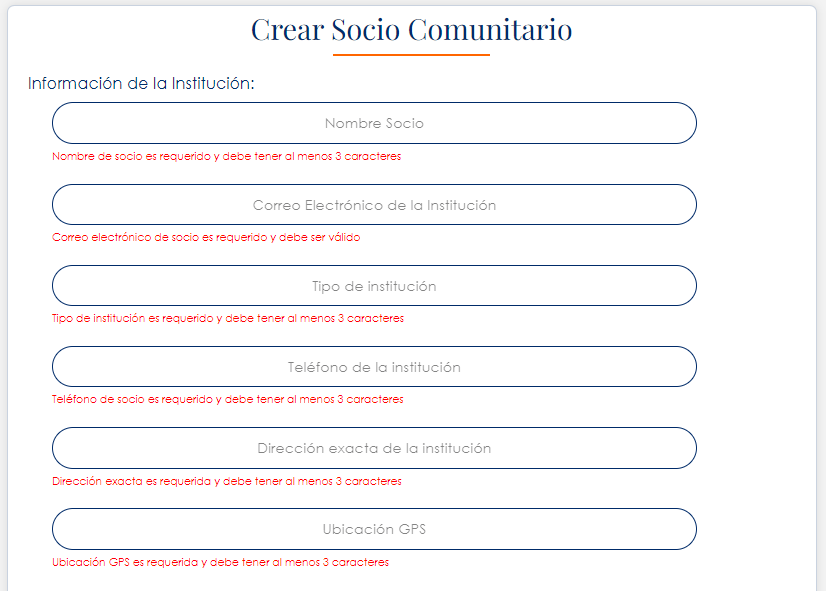 Crear Socio Comunitario
Información de la Institución:
Nombre Socio
Nombre de socio es requerido y debe tener al menos 3 caracteres
Correo Electrónico de la Institución
Correo electrónico de socio es requerido y debe ser válido
Tipo de institución
Tipo de institución es requerido y debe tener al menos 3 caracteres
Teléfono de la institución
Teléfono de socio es requerido y debe tener al menos 3 caracteres
Dirección exacta de la institución
Dirección exacta es requerida y debe tener al menos 3 caracteres
Ubicación GPS
Ubicación GPS es requerida y debe tener al menos 3 caracteres